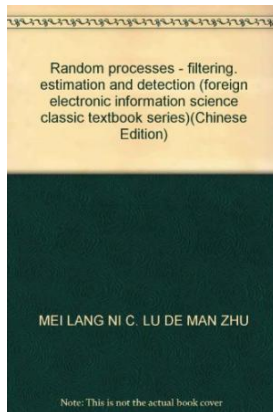 Random processes - filtering.
estimation and detection (foreign
electronic information science
classic textbook series)(Chinese
Edition)
MEI LANG NI C. LU DE MAN ZHU
Note: This is not the actual book cover